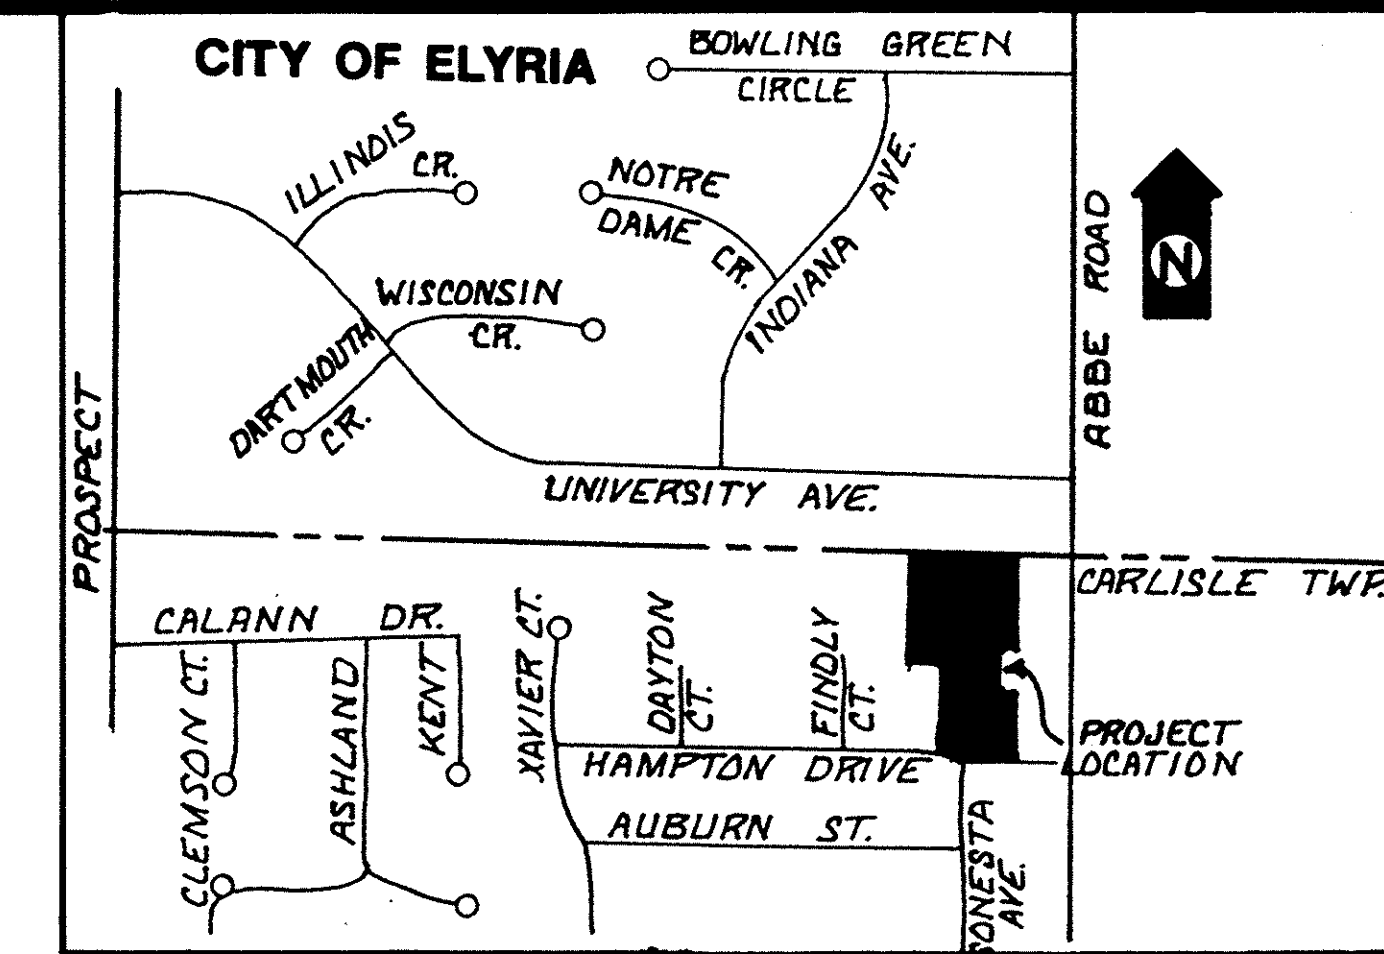 CITY OF ELYRIA
BOWLING GREEN
CIRCLE
ILLINOIS
CR.
NOTRE
DAME
CR.
INDIANA AVE.
WISCONSIN
CR.
DARTMOUTH
CR.
ABBE ROAD
N
PROSPECT
UNIVERSITY AVE.
CARLISLE TWP.
CALANN DR.
CLEMSON CT.
ASHLAND
KENT
XAVIER CT.
DAYTON
CT.
FINDLY
CT.
PROJECT
LOCATION
HAMPTON DRIVE
AUBURN ST.
SONESTA
AVE.